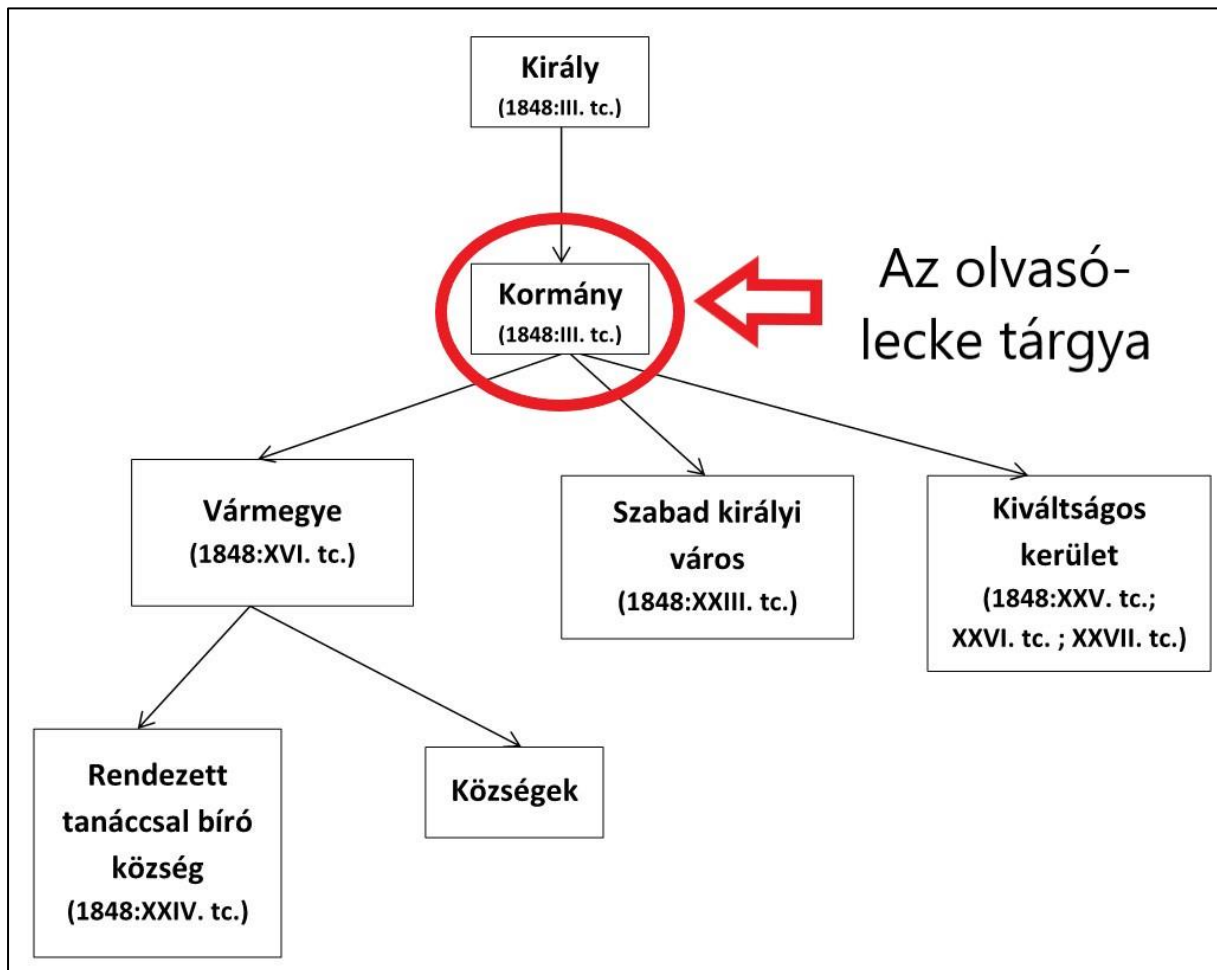 Király
(1848:III. tc.)
Kormány
(1848:III. tc.)
Az olvasó-
lecke tárgya
Vármegye
(1848:XVI. tc.)
Szabad királyi
város
(1848:XXIII. tc.)
Kiváltságos
kerület
(1848:XXV. tc.;
XXVI. tc. ; XXVII. tc.)
Rendezett
tanáccsal bíró
község
(1848:XXIV. tc.)
Községek